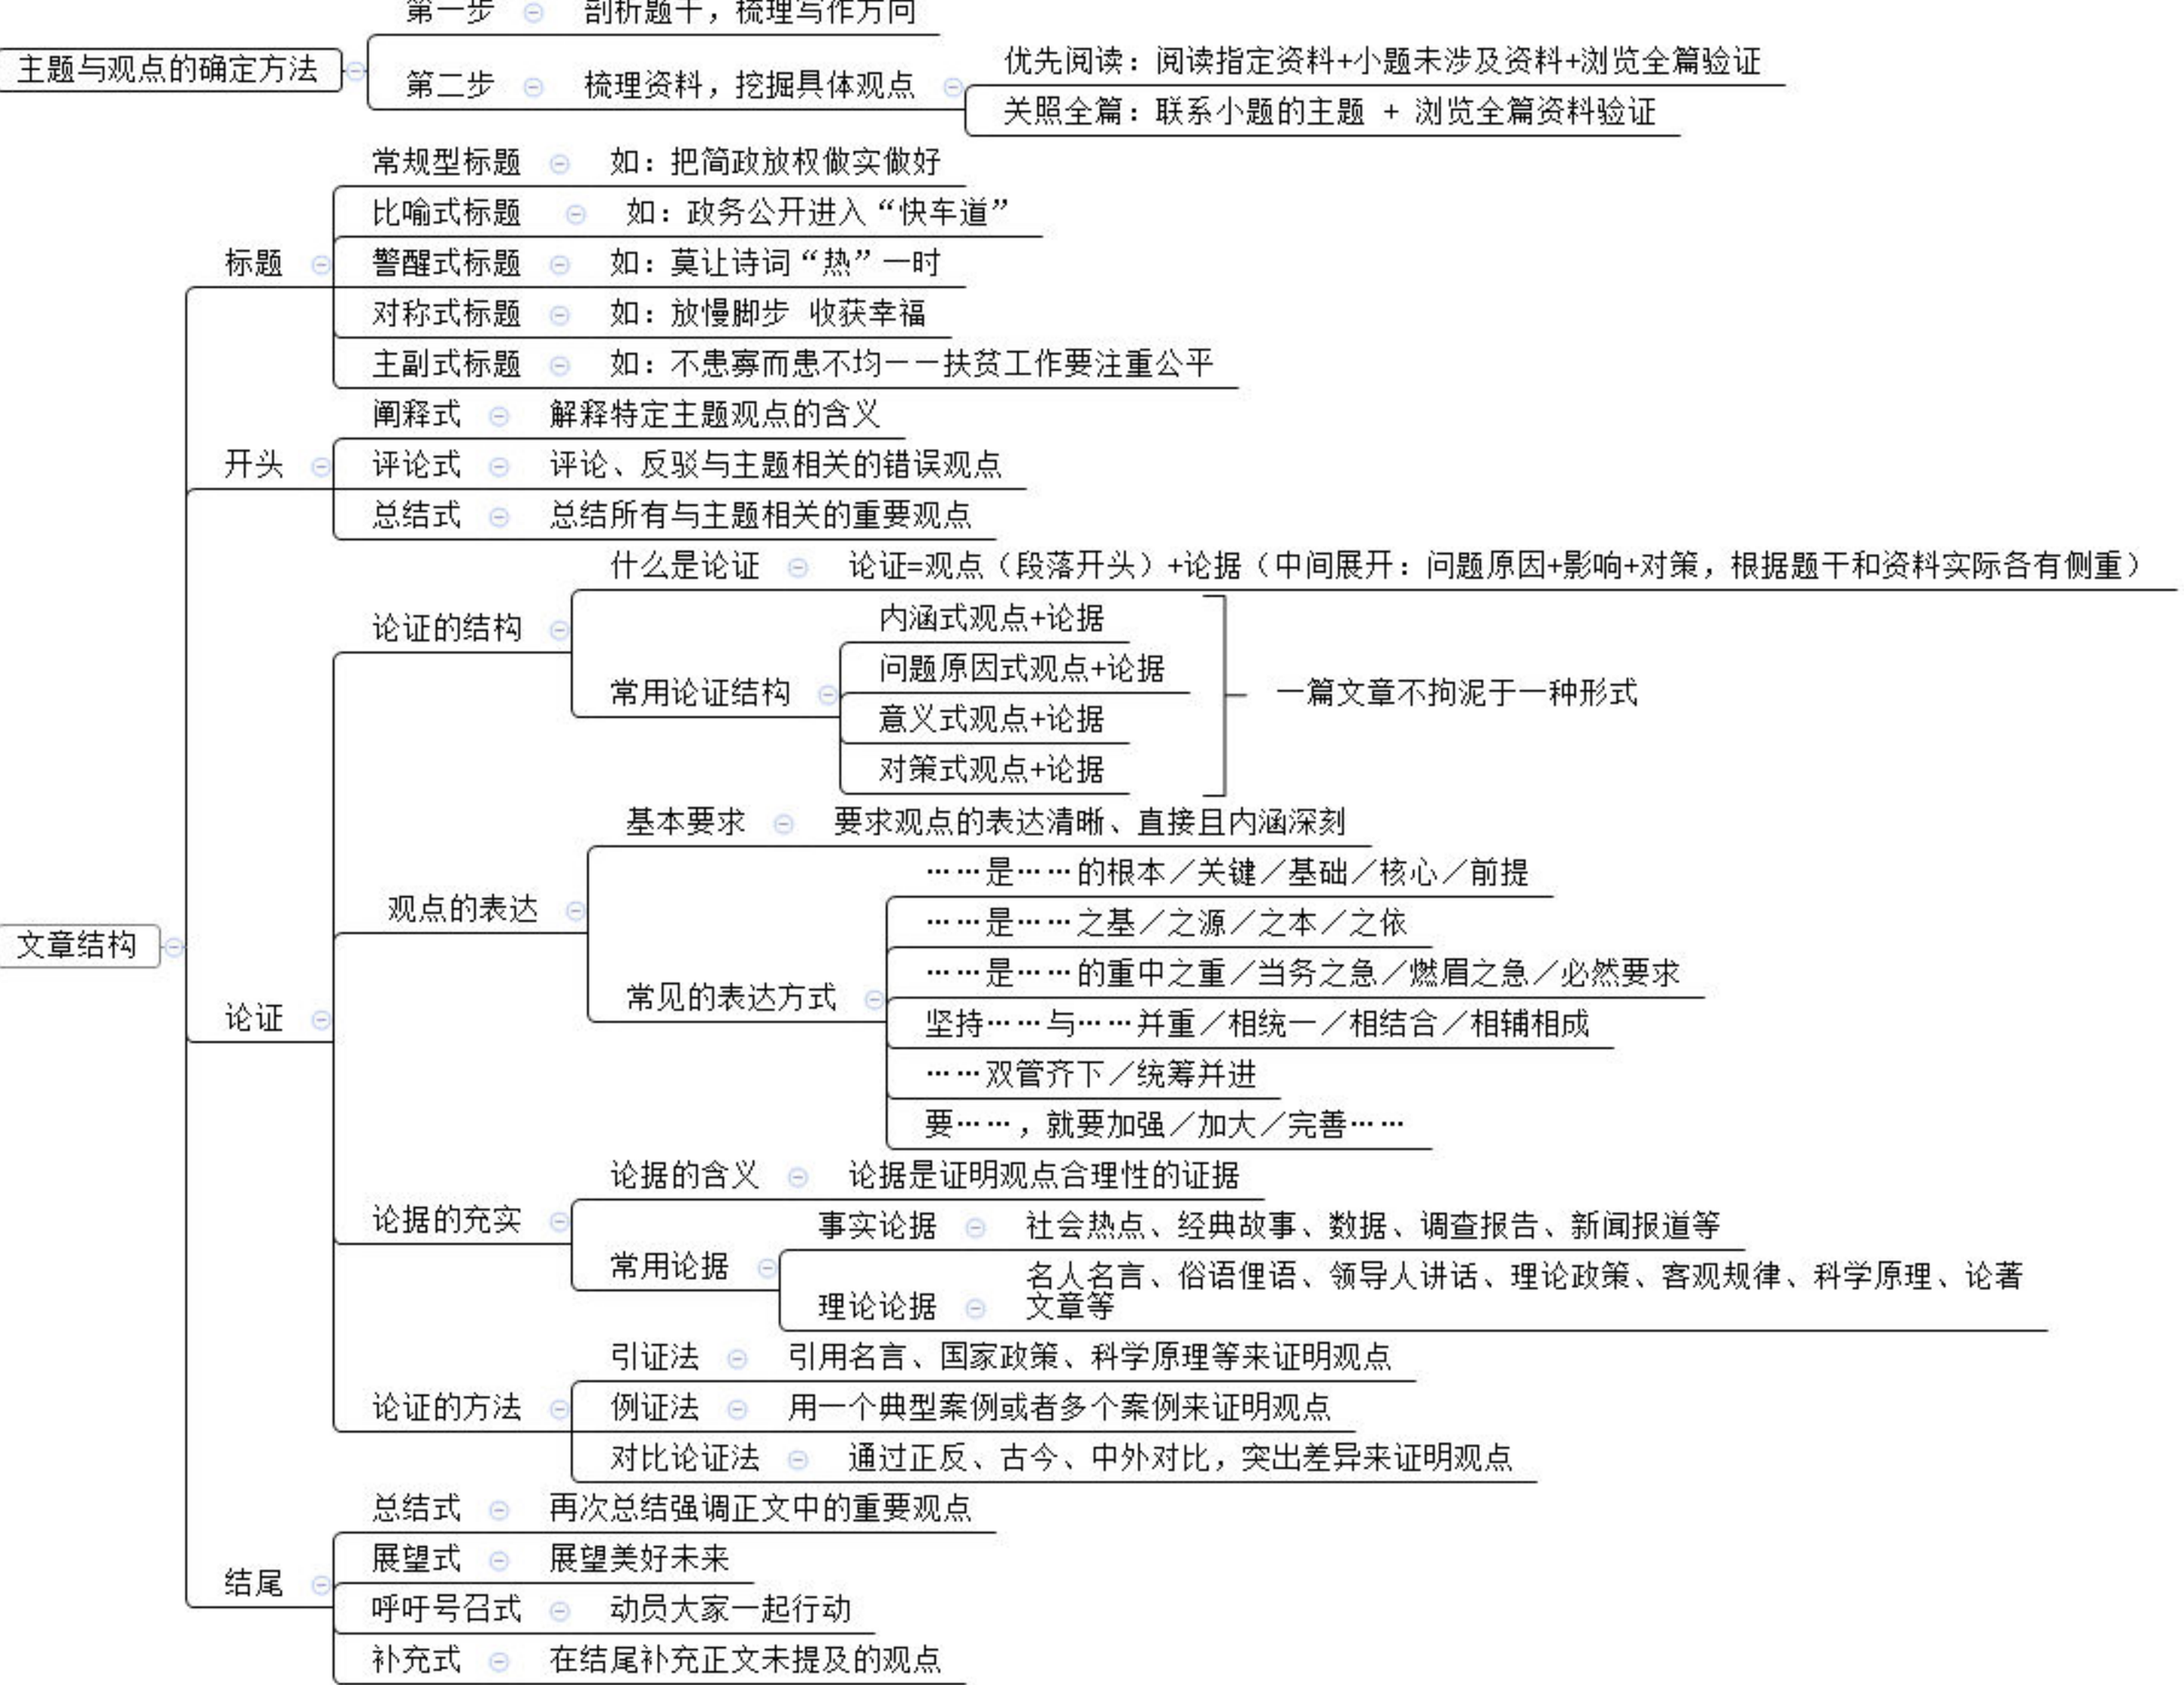 第一步 剖析题干，梳理写作方向
主题与观点的确定方法
第二步 梳理资料，挖掘具体观点
优先阅读：阅读指定资料+小题未涉及资料+浏览全篇验证
关照全篇：联系小题的主题 + 浏览全篇资料验证
文章结构
标题
常规型标题 如：把简政放权做实做好
比喻式标题 如：政务公开进入“快车道”
警醒式标题 如：莫让诗词“热”一时
对称式标题 如：放慢脚步 收获幸福
主副式标题 如：不患寡而患不均——扶贫工作要注重公平
开头
阐释式 解释特定主题观点的含义
评论式 评论、反驳与主题相关的错误观点
总结式 总结所有与主题相关的重要观点
论证
论证的结构
什么是论证 论证=观点（段落开头）+论据（中间展开：问题原因+影响+对策，根据题干和资料实际各有侧重）
常用论证结构
内涵式观点+论据
问题原因式观点+论据
意义式观点+论据
对策式观点+论据
一篇文章不拘泥于一种形式
观点的表达
基本要求 要求观点的表达清晰、直接且内涵深刻
常见的表达方式
……是……的根本／关键／基础／核心／前提
……是……之基／之源／之本／之依
……是……的重中之重／当务之急／燃眉之急／必然要求
坚持……与……并重／相统一／相结合／相辅相成
……双管齐下／统筹并进
要……，就要加强／加大／完善……
论据的充实
论据的含义 论据是证明观点合理性的证据
常用论据
事实论据 社会热点、经典故事、数据、调查报告、新闻报道等
理论论据 名人名言、俗语俚语、领导人讲话、理论政策、客观规律、科学原理、论著
文章等
论证的方法
引证法 引用名言、国家政策、科学原理等来证明观点
例证法 用一个典型案例或者多个案例来证明观点
对比论证法 通过正反、古今、中外对比，突出差异来证明观点
结尾
总结式 再次总结强调正文中的重要观点
展望式 展望美好未来
呼吁号召式 动员大家一起行动
补充式 在结尾补充正文未提及的观点